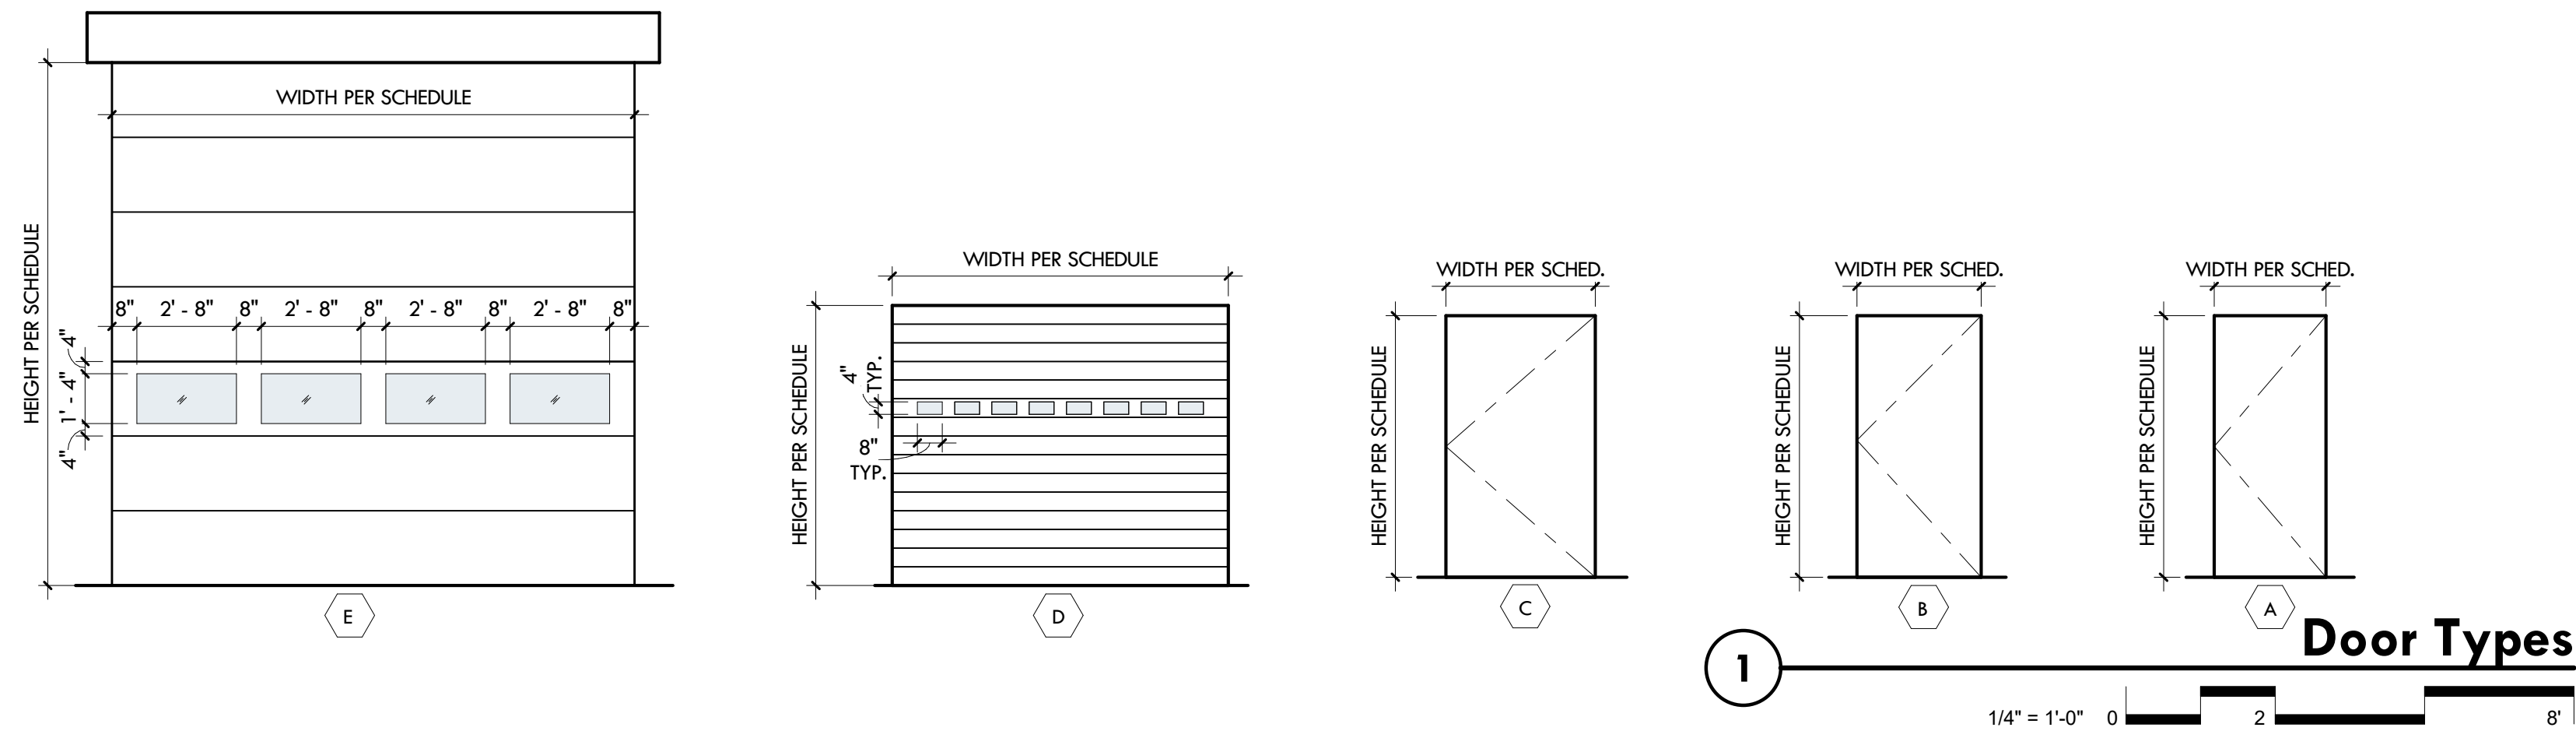 WIDTH PER SCHEDULE
HEIGHT PER SCHEDULE
8" 2' - 8" 8" 2' - 8" 8" 2' - 8" 8" 2' - 8" 8"
4"
1' - 4"
4"
E
WIDTH PER SCHEDULE
HEIGHT PER SCHEDULE
4"
TYP.
8"
TYP.
D
WIDTH PER SCHED.
HEIGHT PER SCHEDULE
C
WIDTH PER SCHED.
HEIGHT PER SCHEDULE
B
WIDTH PER SCHED.
HEIGHT PER SCHEDULE
A
1
Door Types
1/4" = 1'-0" 0 2 8'